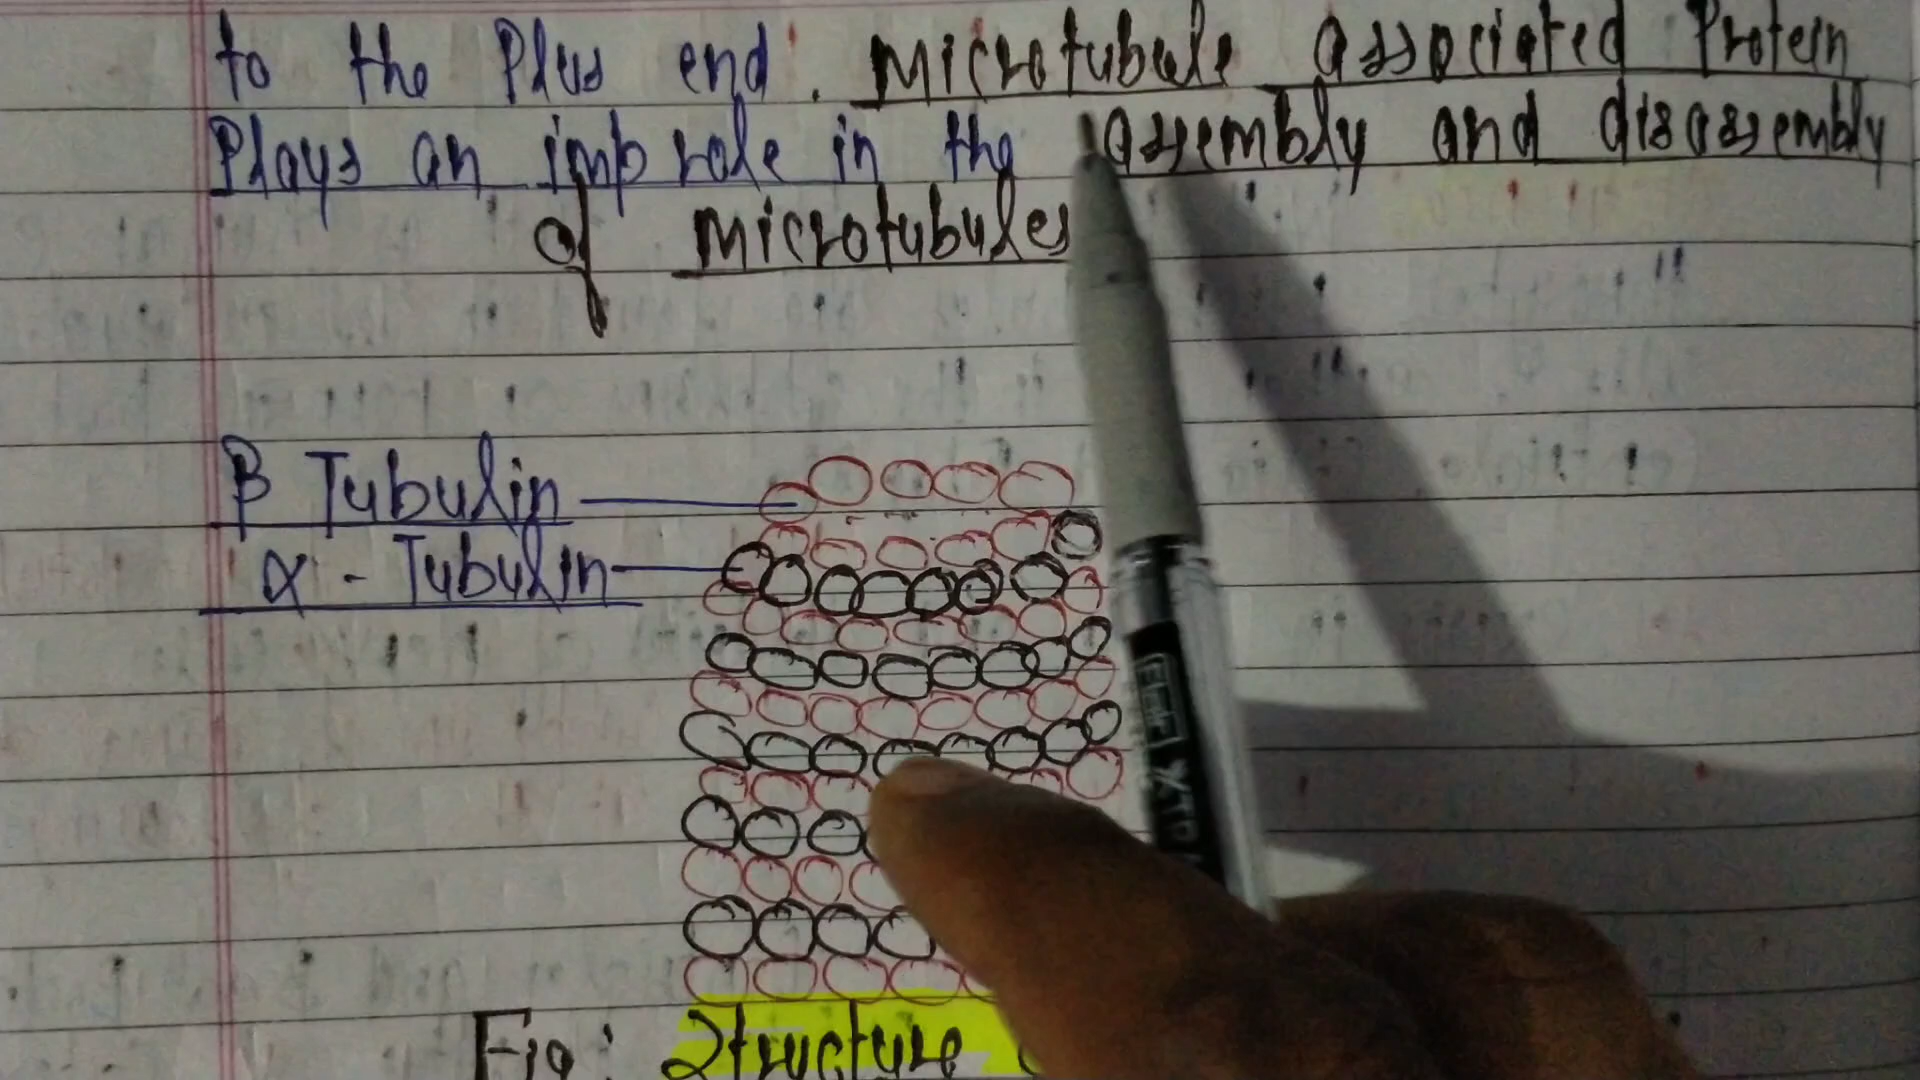 to the Plus end. Microtubule associated Protein
Plays an imp role in the assembly and disassembly
of microtubules
β Tubulin
α - Tubulin
Fig: Structure